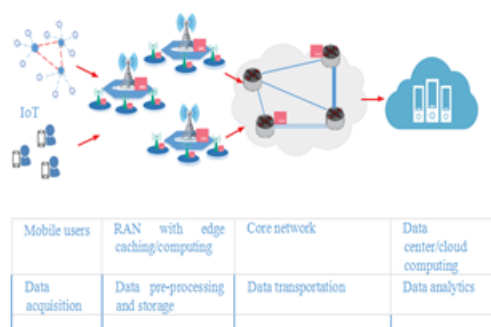 IoT
Mobile users
RAN with edge
caching/computing
Core network
Data
center/cloud
computing
Data
acquisition
Data pre-processing
and storage
Data transportation
Data analytics